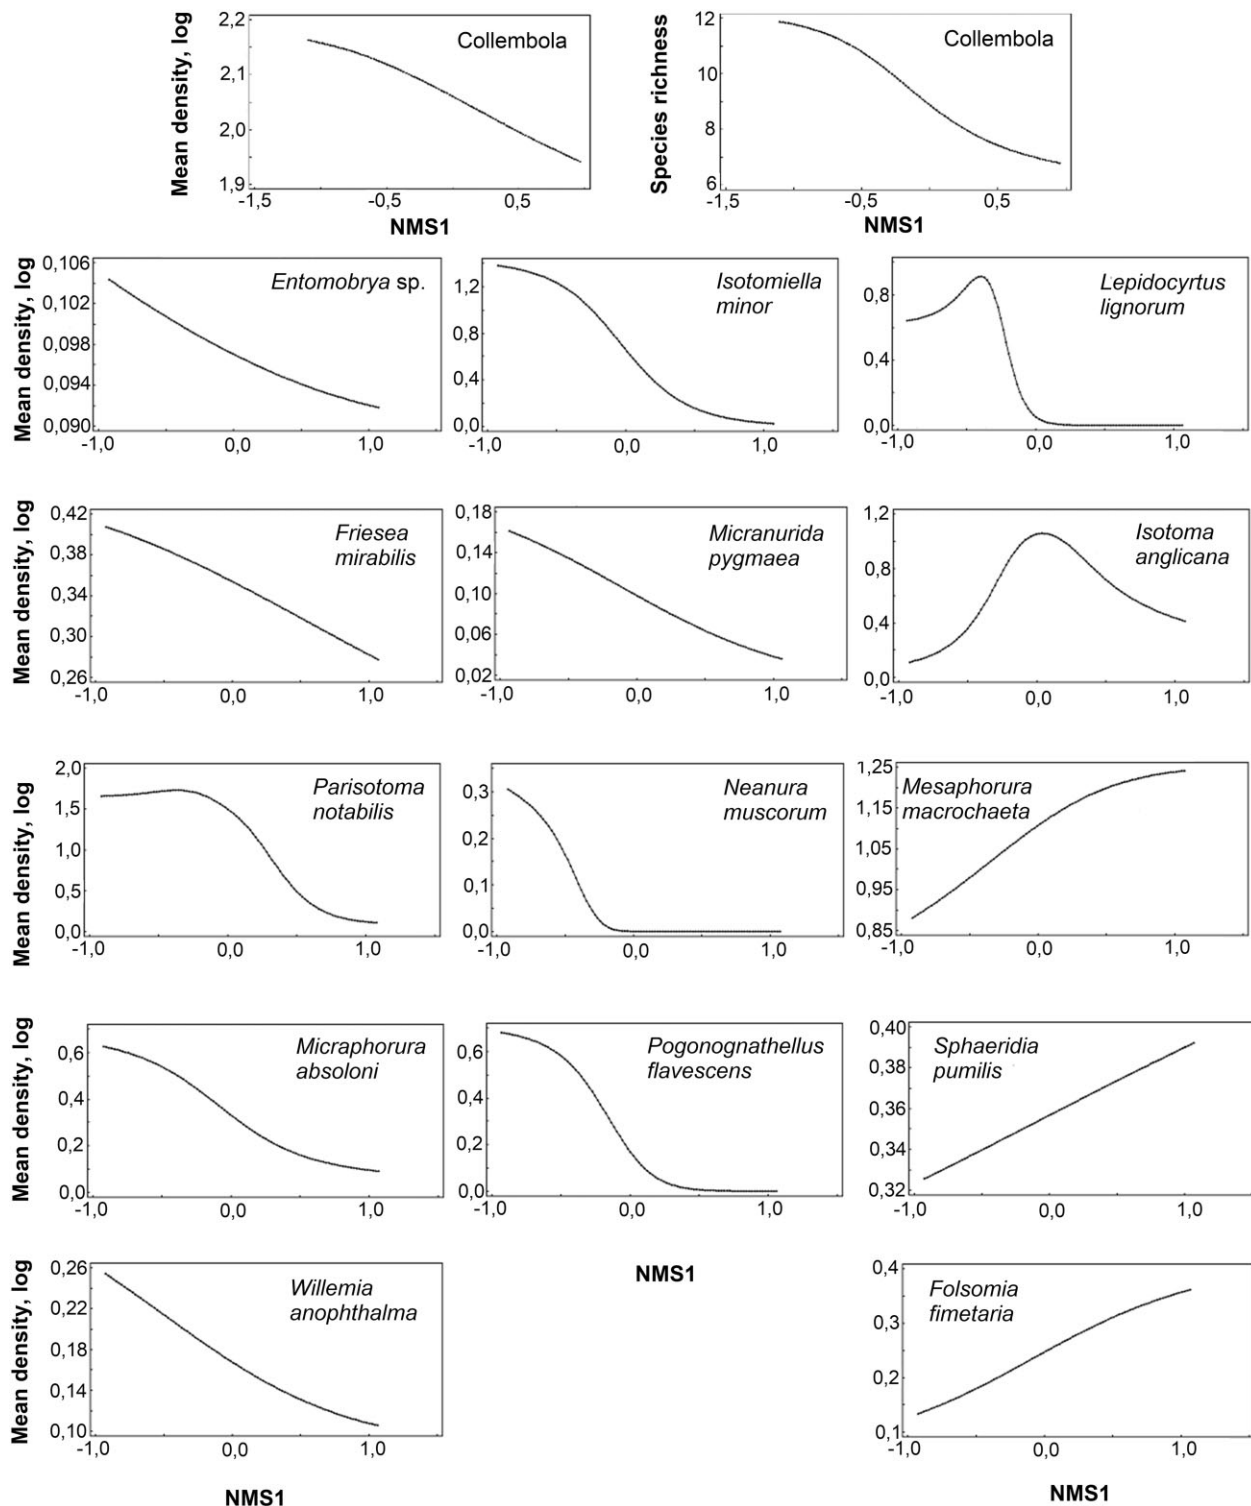 Mean density, log
2,2
2,1
2,0
1,9
Collembola
-1,5
-0,5
0,5
NMS1
Species richness
12
10
8
6
Collembola
-1,5
-0,5
0,5
NMS1
Mean density, log
0,106
0,102
0,098
0,094
0,090
Entomobrya sp.
-1,0
0,0
1,0
1,2
0,8
0,4
0,0
Isotomiella
minor
-1,0
0,0
1,0
0,8
0,4
0,0
Lepidocyrtus
lignorum
-1,0
0,0
1,0
Mean density, log
0,42
0,38
0,34
0,30
0,26
Friesea
mirabilis
-1,0
0,0
1,0
0,18
0,14
0,10
0,06
0,02
Micranurida
pygmaea
-1,0
0,0
1,0
1,2
0,8
0,4
0,0
Isotoma
anglicana
-1,0
0,0
1,0
Mean density, log
2,0
1,5
1,0
0,5
0,0
Parisotoma
notabilis
-1,0
0,0
1,0
0,3
0,2
0,1
0,0
Neanura
muscorum
-1,0
0,0
1,0
1,25
1,15
1,05
0,95
0,85
Mesaphorura
macrochaeta
-1,0
0,0
1,0
Mean density, log
0,6
0,4
0,2
0,0
Micraphorura
absoloni
-1,0
0,0
1,0
0,6
0,4
0,2
0,0
Pogonognathellus
flavescens
-1,0
0,0
1,0
NMS1
0,40
0,38
0,36
0,34
0,32
Sphaeridia
pumilis
-1,0
0,0
1,0
Mean density, log
0,26
0,22
0,18
0,14
0,10
Willemia
anophthalma
-1,0
0,0
1,0
NMS1
0,4
0,3
0,2
0,1
Folsomia
fimetaria
-1,0
0,0
1,0
NMS1